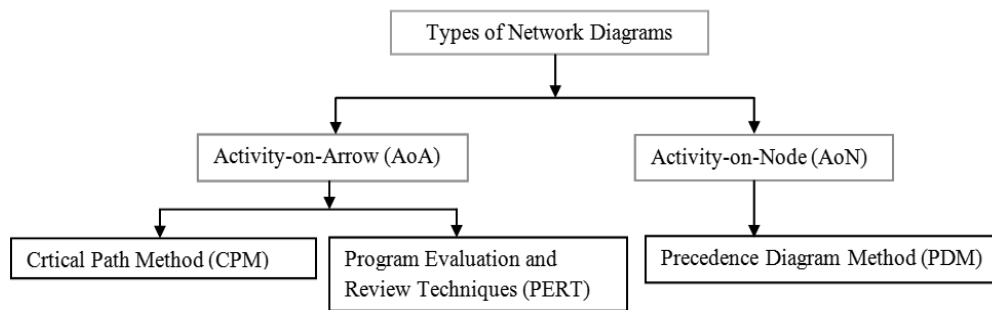 Types of Network Diagrams
Activity-on-Arrow (AoA)
Activity-on-Node (AoN)
Crtical Path Method (CPM)
Program Evaluation and
Review Techniques (PERT)
Precedence Diagram Method (PDM)